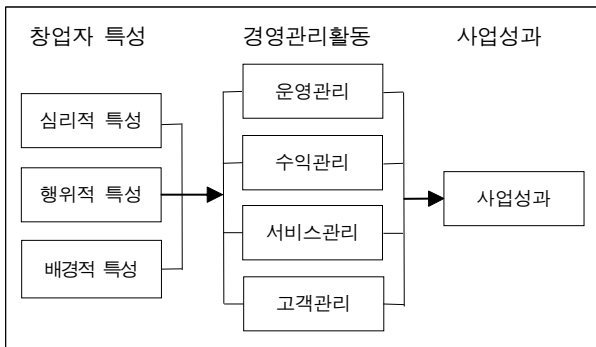 창업자 특성 경영관리활동 사업성과
심리적 특성
행위적 특성
배경적 특성
운영관리
수익관리
서비스관리
고객관리
사업성과